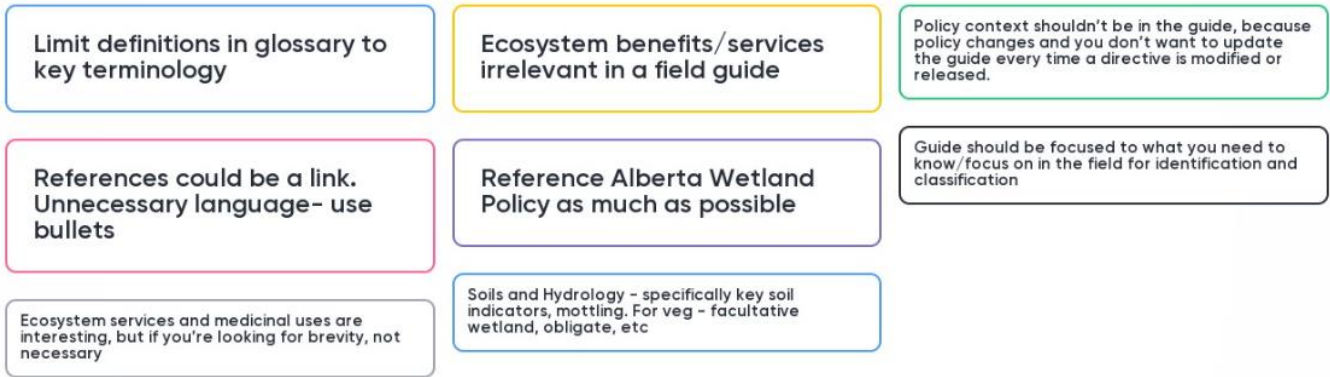 Limit definitions in glossary to
key terminology
References could be a link.
Unnecessary language- use
bullets
Ecosystem services and medicinal uses are
interesting, but if you're looking for brevity, not
necessary
Ecosystem benefits/services
irrelevant in a field guide
Reference Alberta Wetland
Policy as much as possible
Soils and Hydrology - specifically key soil
indicators, mottling. For veg - facultative
wetland, obligate, etc
Policy context shouldn't be in the guide, because
policy changes and you don't want to update
the guide every time a directive is modified or
released.
Guide should be focused to what you need to
know/focus on in the field for identification and
classification